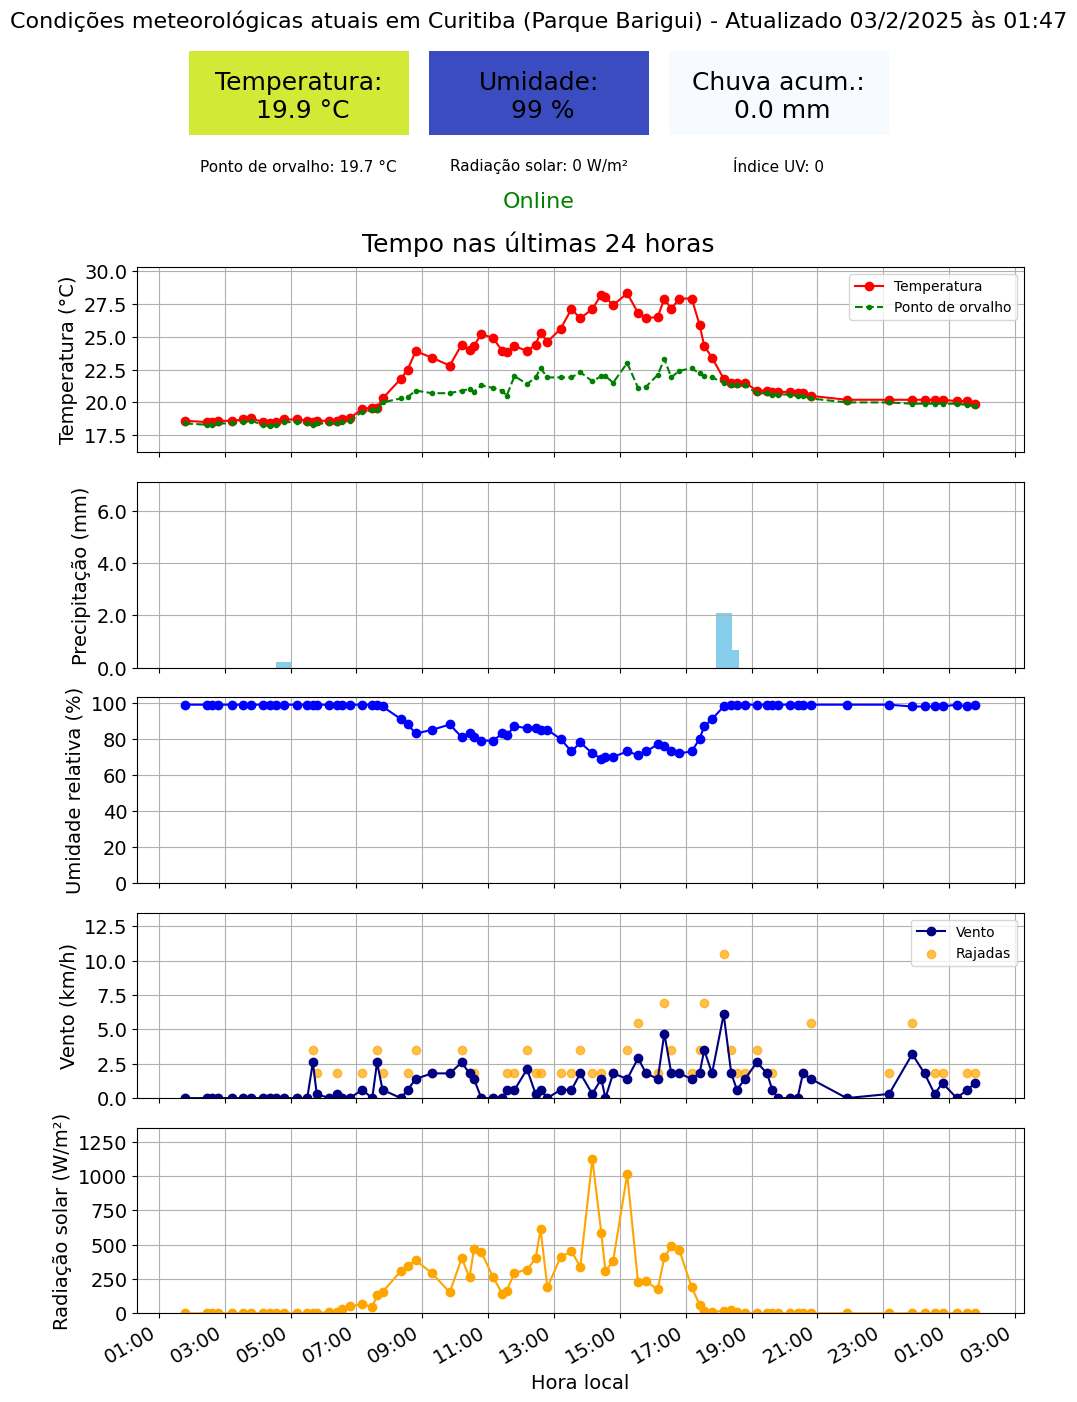 Condições meteorológicas atuais em Curitiba (Parque Barigui) - Atualizado 03/2/2025 às 01:47
Temperatura:
19.9 °C
Umidade:
99 %
Chuva acum.:
0.0 mm
Ponto de orvalho: 19.7 °C
Radiação solar: 0 W/m²
Índice UV: 0
Online
Tempo nas últimas 24 horas
Temperatura (°C)
30.0
27.5
25.0
22.5
20.0
17.5
Temperatura
Ponto de orvalho
Precipitação (mm)
6.0
4.0
2.0
0.0
Umidade relativa (%)
100
80
60
40
20
0
Vento (km/h)
12.5
10.0
7.5
5.0
2.5
0.0
Vento
Rajadas
Radiação solar (W/m²)
1250
1000
750
500
250
0
01:00
03:00
05:00
07:00
09:00
11:00
13:00
15:00
17:00
19:00
21:00
23:00
01:00
03:00
Hora local